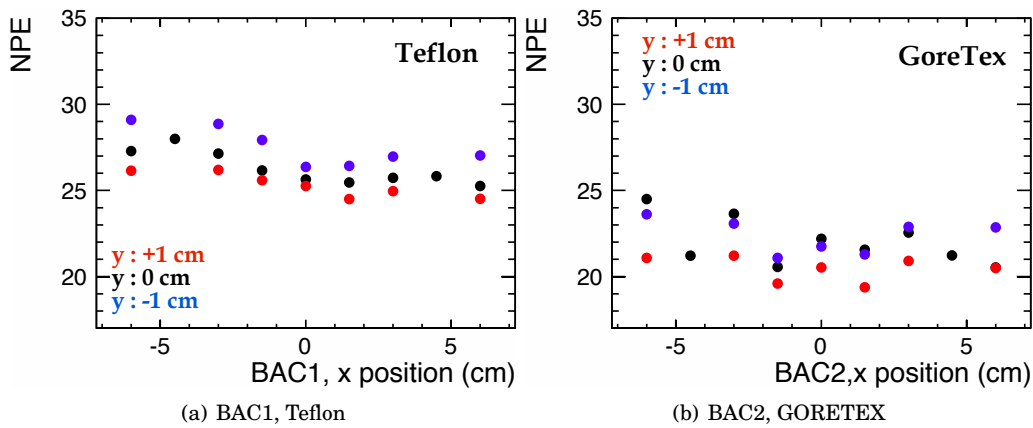 NPE
35
30
25
20
Teflon
y : +1 cm
y : 0 cm
y : -1 cm
-5
0
5
BAC1, x position (cm)
(a) BAC1, Teflon
NPE
35
30
25
20
y : +1 cm
y : 0 cm
y : -1 cm
GoreTex
-5
0
5
BAC2,x position (cm)
(b) BAC2, GORETEX